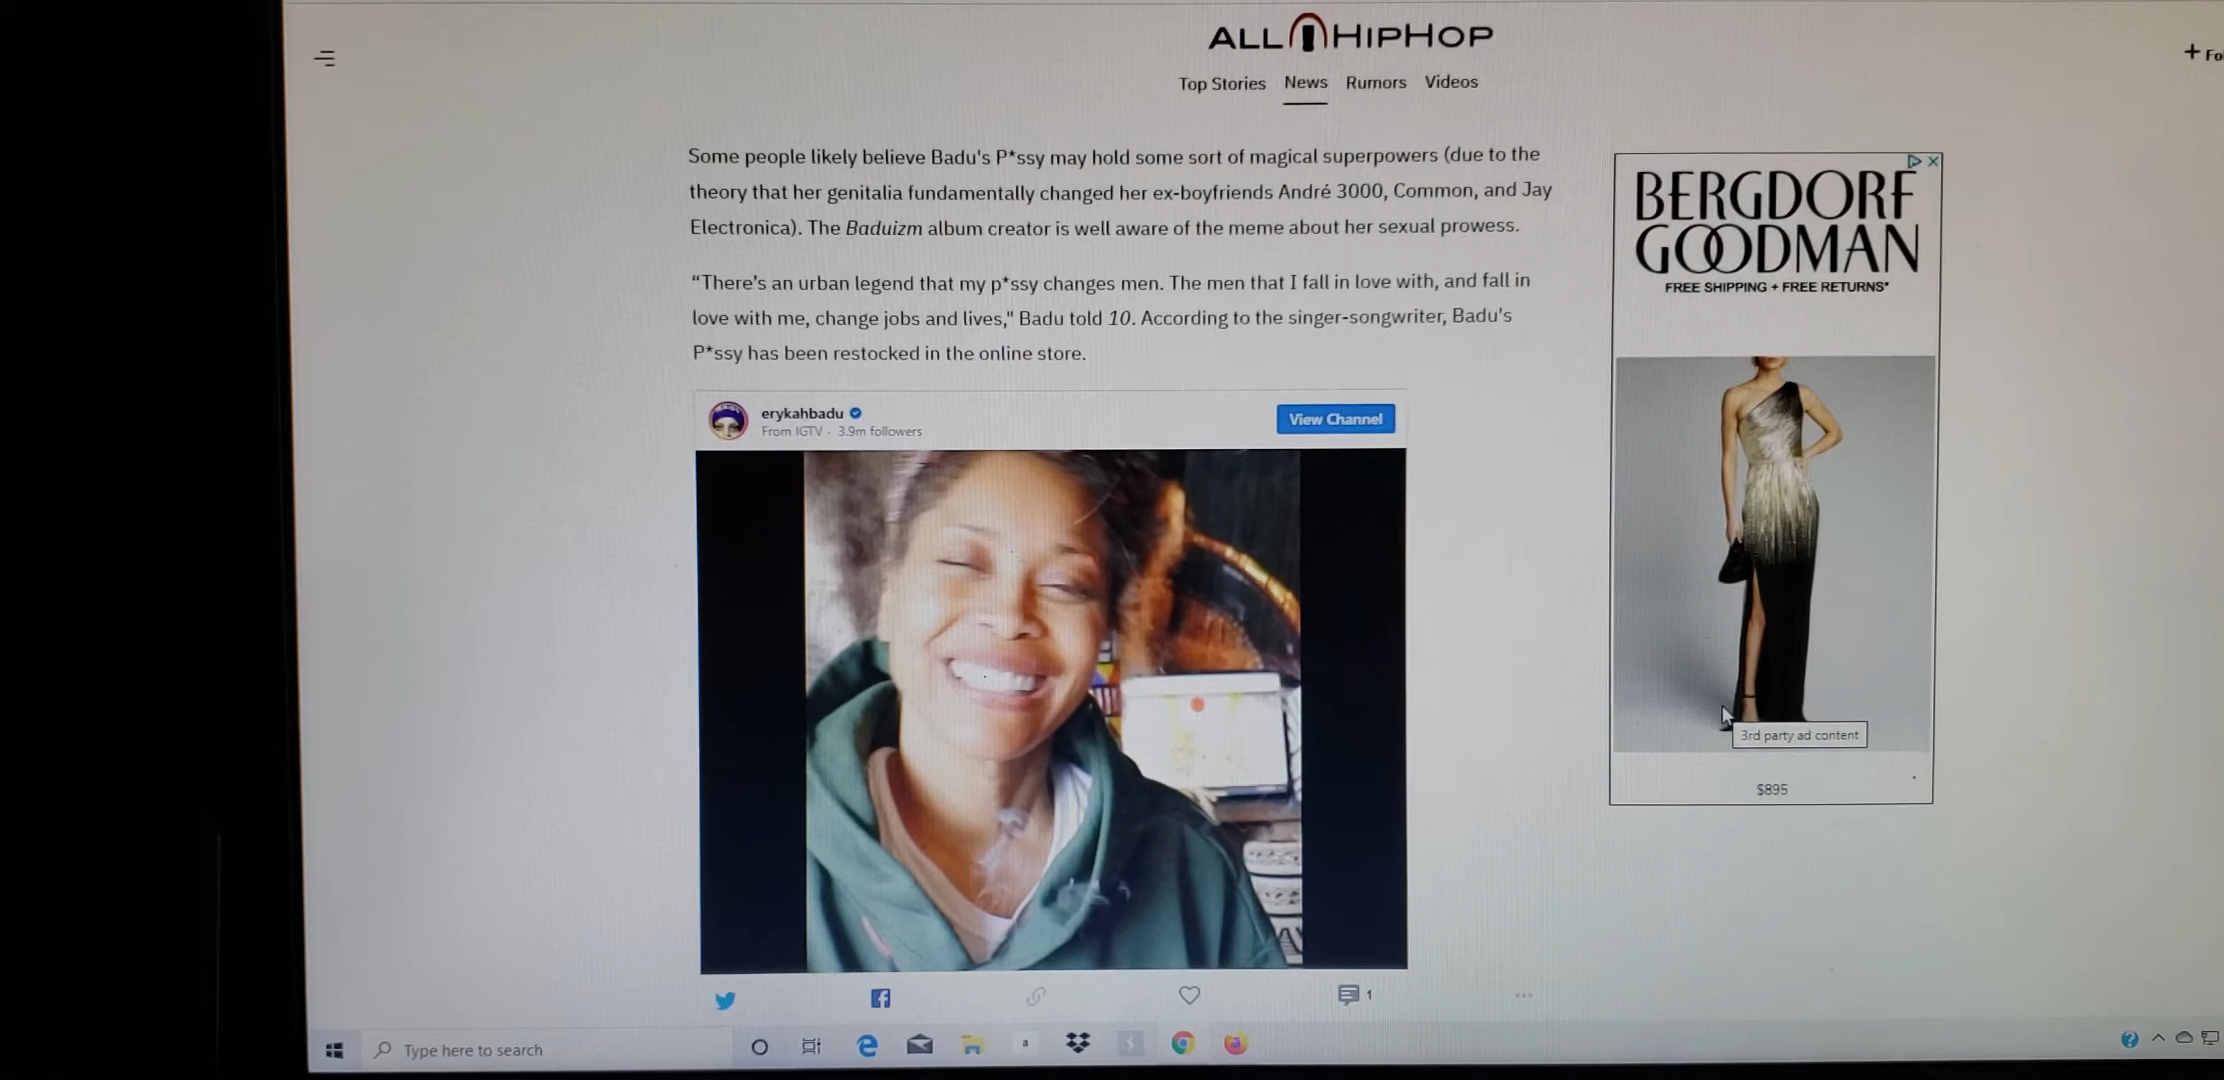 ALL HIPHOP
+ Fo
Top Stories News Rumors Videos
Some people likely believe Badu's P*ssy may hold some sort of magical superpowers (due to the
theory that her genitalia fundamentally changed her ex-boyfriends André 3000, Common, and Jay
Electronica). The Baduizm album creator is well aware of the meme about her sexual prowess.
“There’s an urban legend that my p*ssy changes men. The men that I fall in love with, and fall in
love with me, change jobs and lives," Badu told 10. According to the singer-songwriter, Badu's
P*ssy has been restocked in the online store.
erykahbadu
From IGTV · 3.9m followers
View Channel
1
BERGDORF
GOODMAN
FREE SHIPPING + FREE RETURNS*
3rd party ad content
$895
Type here to search